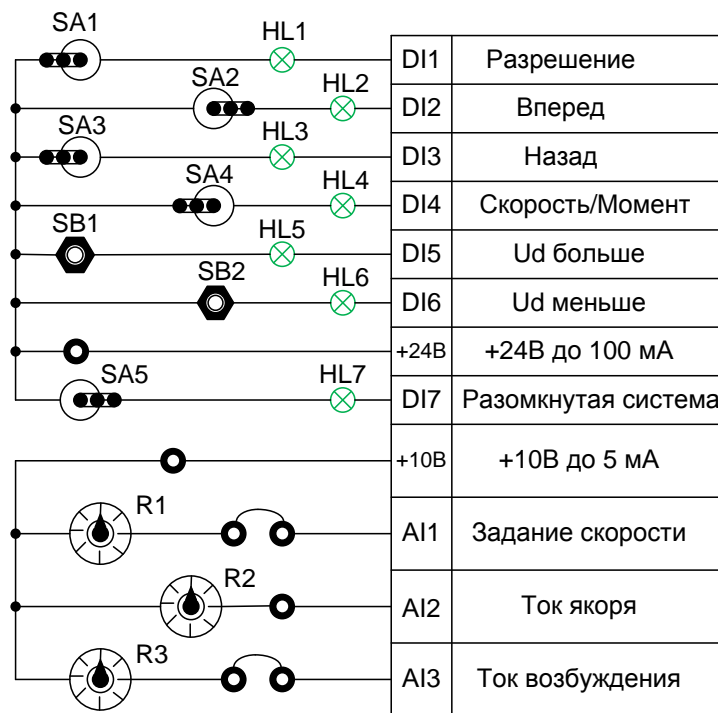 SA1 HL1 DI1 Разрешение
SA2 HL2 DI2 Вперед
SA3 HL3 DI3 Назад
SA4 HL4 DI4 Скорость/Момент
SB1 HL5 DI5 Ud больше
SB2 HL6 DI6 Ud меньше
+24В +24В до 100 мА
SA5 HL7 DI7 Разомкнутая система
+10В +10В до 5 мА
R1 AI1 Задание скорости
R2 AI2 Ток якоря
R3 AI3 Ток возбуждения